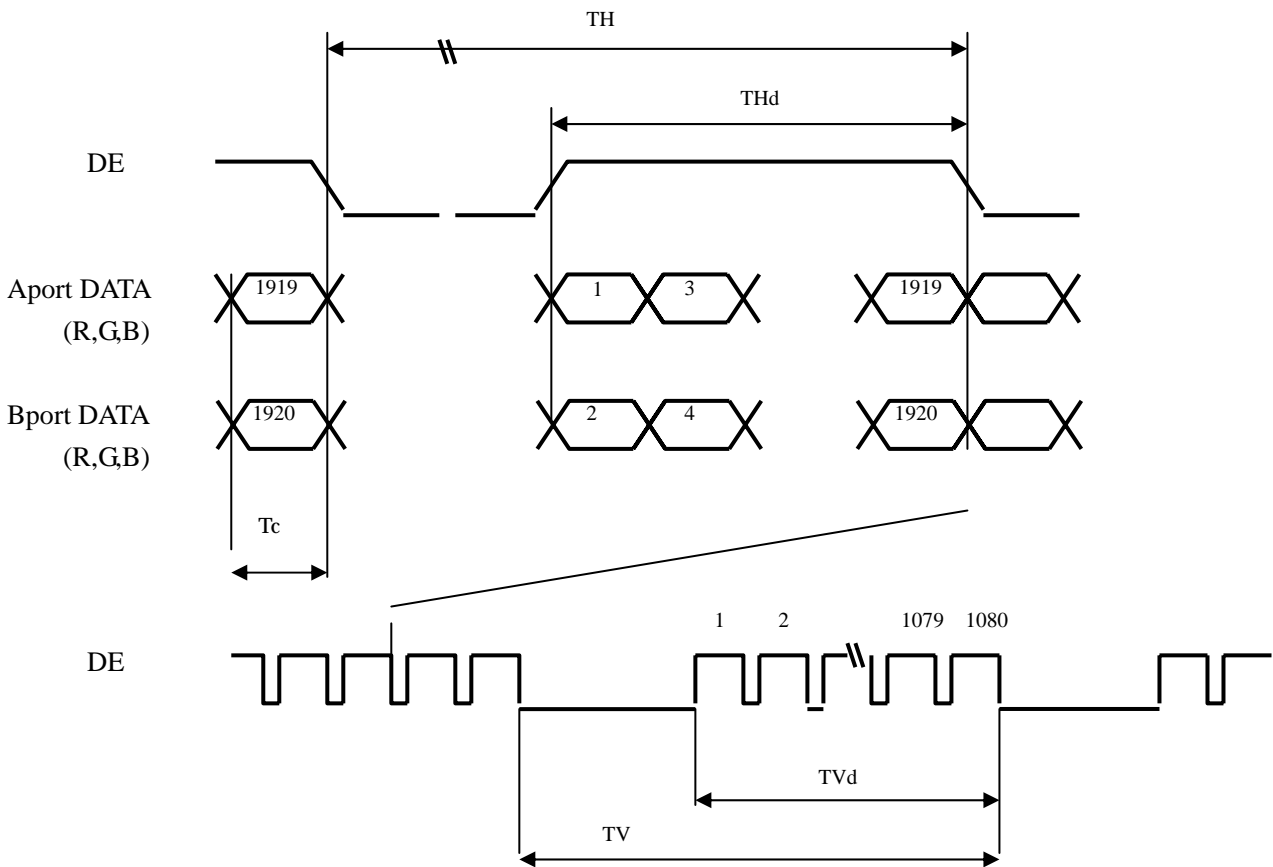 TH
THd
DE
Aport DATA
(R,G,B)
1919 1 3 1919
Bport DATA
(R,G,B)
1920 2 4 1920
Tc
1 2 1079 1080
DE
TVd
TV